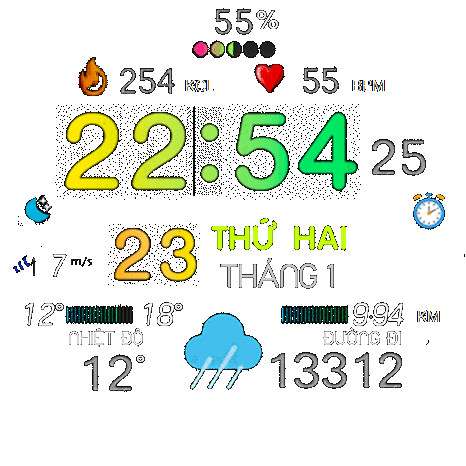 55%
254 KCL 55 BPM
22:54 25
7 m/s 23 THỨ HAI
THÁNG 1
12° 18° 9.94 KM
NHIỆT ĐỘ ĐƯỜNG ĐI
12° 13312